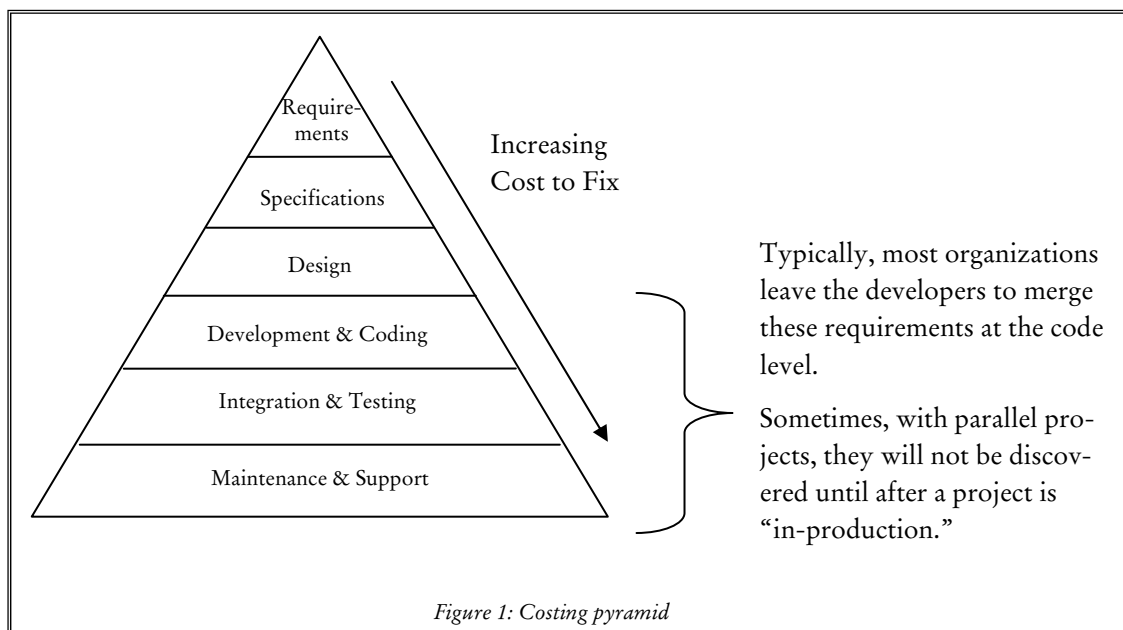 Require-
ments
Specifications
Design
Development & Coding
Integration & Testing
Maintenance & Support
Increasing
Cost to Fix
Typically, most organizations
leave the developers to merge
these requirements at the code
level.
Sometimes, with parallel pro-
jects, they will not be discov-
ered until after a project is
“in-production.”
Figure 1: Costing pyramid